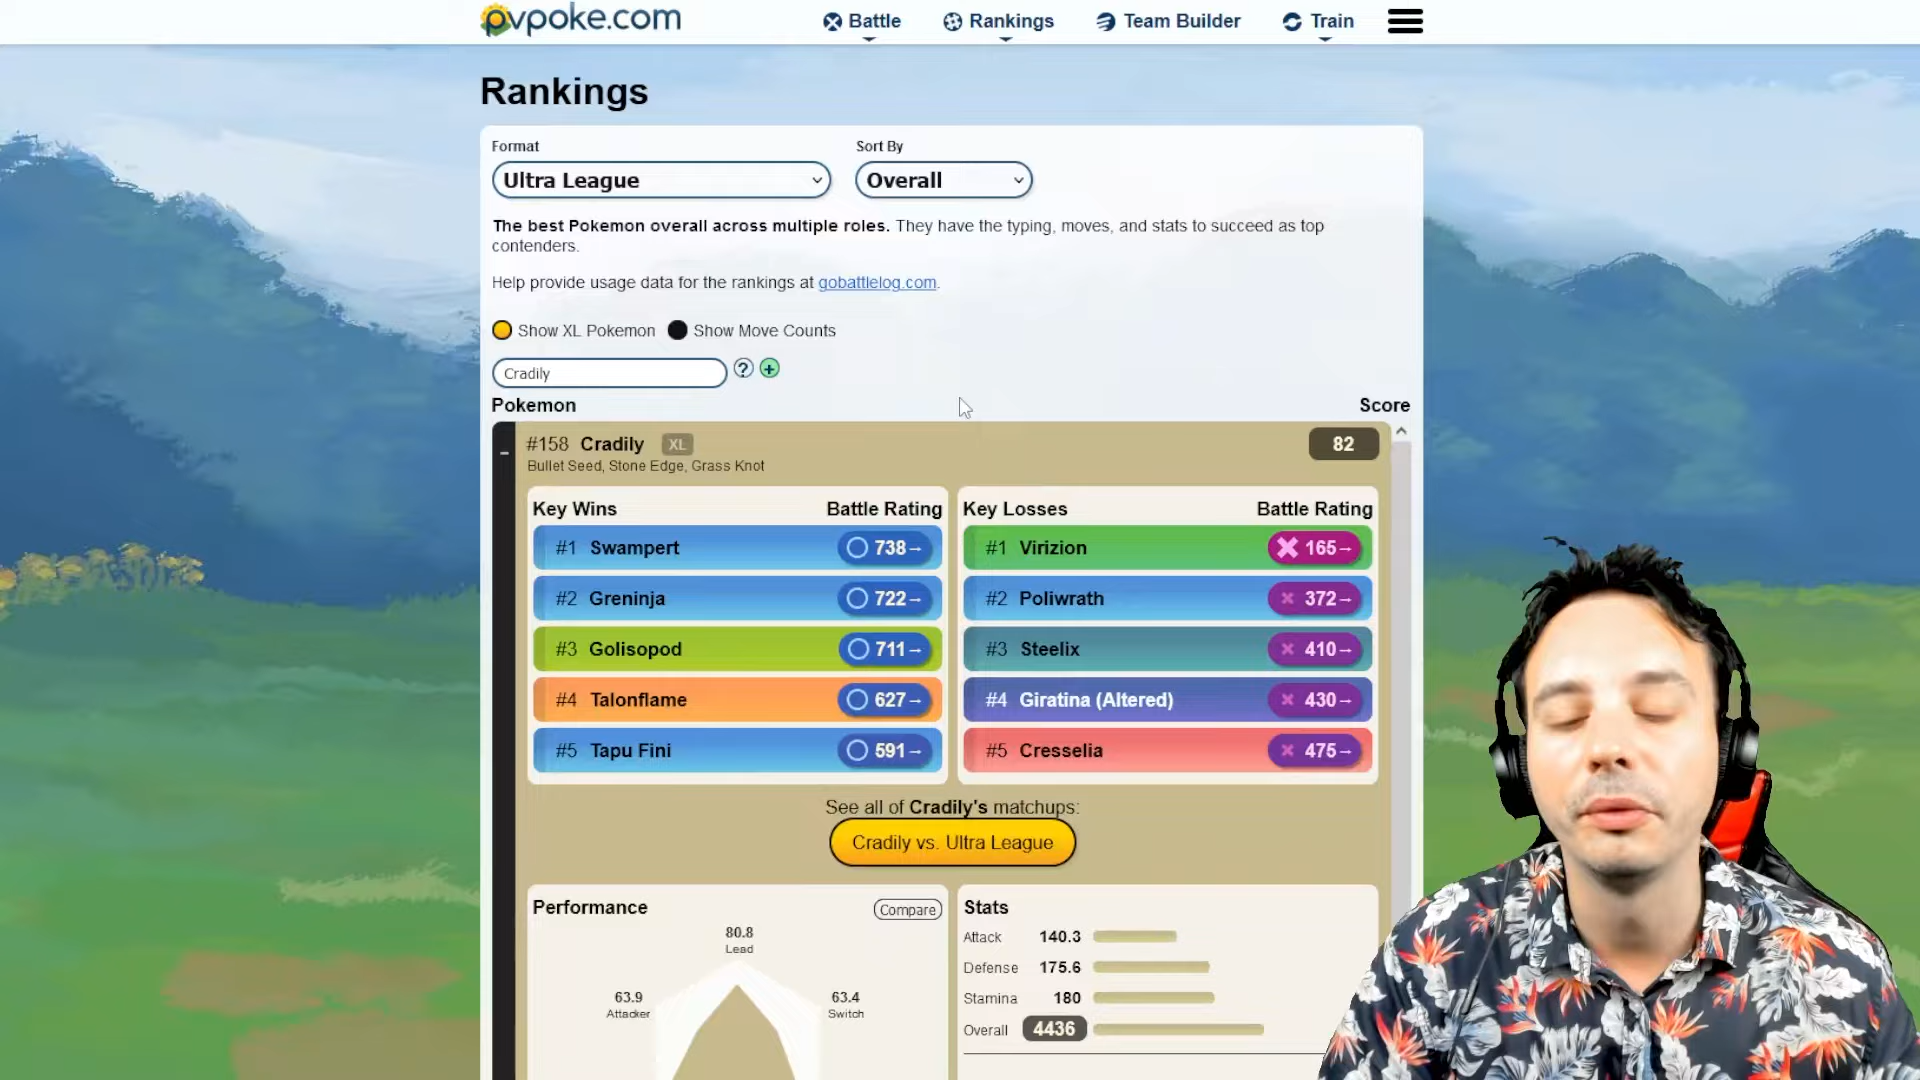 pvpoke.com
Battle
Rankings
Team Builder
Train
Rankings
Format
Sort By
Ultra League
Overall
The best Pokemon overall across multiple roles. They have the typing, moves, and stats to succeed as top
contenders.
Help provide usage data for the rankings at gobattlelog.com.
Show XL Pokemon
Show Move Counts
Cradily
?
+
Pokemon
Score
#158 Cradily XL
82
Bullet Seed, Stone Edge, Grass Knot
Key Wins
Battle Rating
#1 Swampert 738→
#2 Greninja 722→
#3 Golisopod 711→
#4 Talonflame 627→
#5 Tapu Fini 591→
Key Losses
Battle Rating
#1 Virizion 165→
#2 Poliwrath 372→
#3 Steelix 410→
#4 Giratina (Altered) 430→
#5 Cresselia 475→
See all of Cradily's matchups:
Cradily vs. Ultra League
Performance
Compare
80.8
Lead
63.9
Attacker
63.4
Switch
Stats
Attack 140.3
Defense 175.6
Stamina 180
Overall 4436